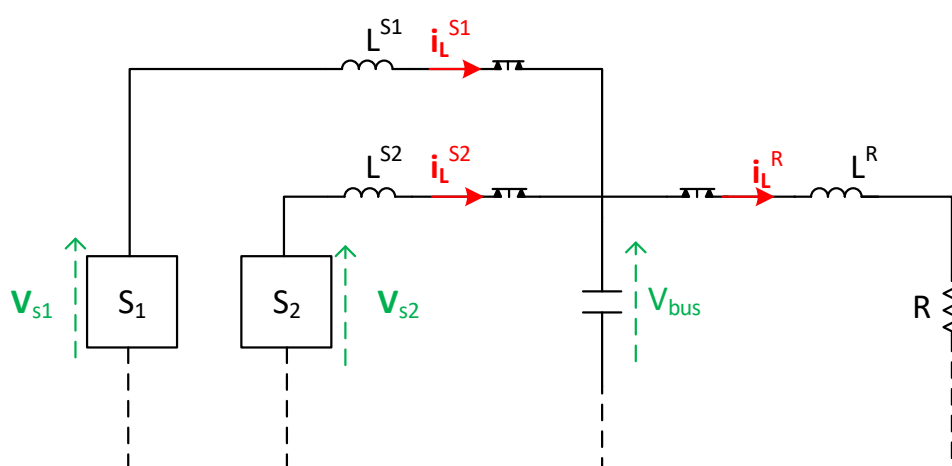 L^S1
i_L^S1
L^S2
i_L^S2
i_L^R
L^R
V_s1
S_1
S_2
V_s2
V_bus
R